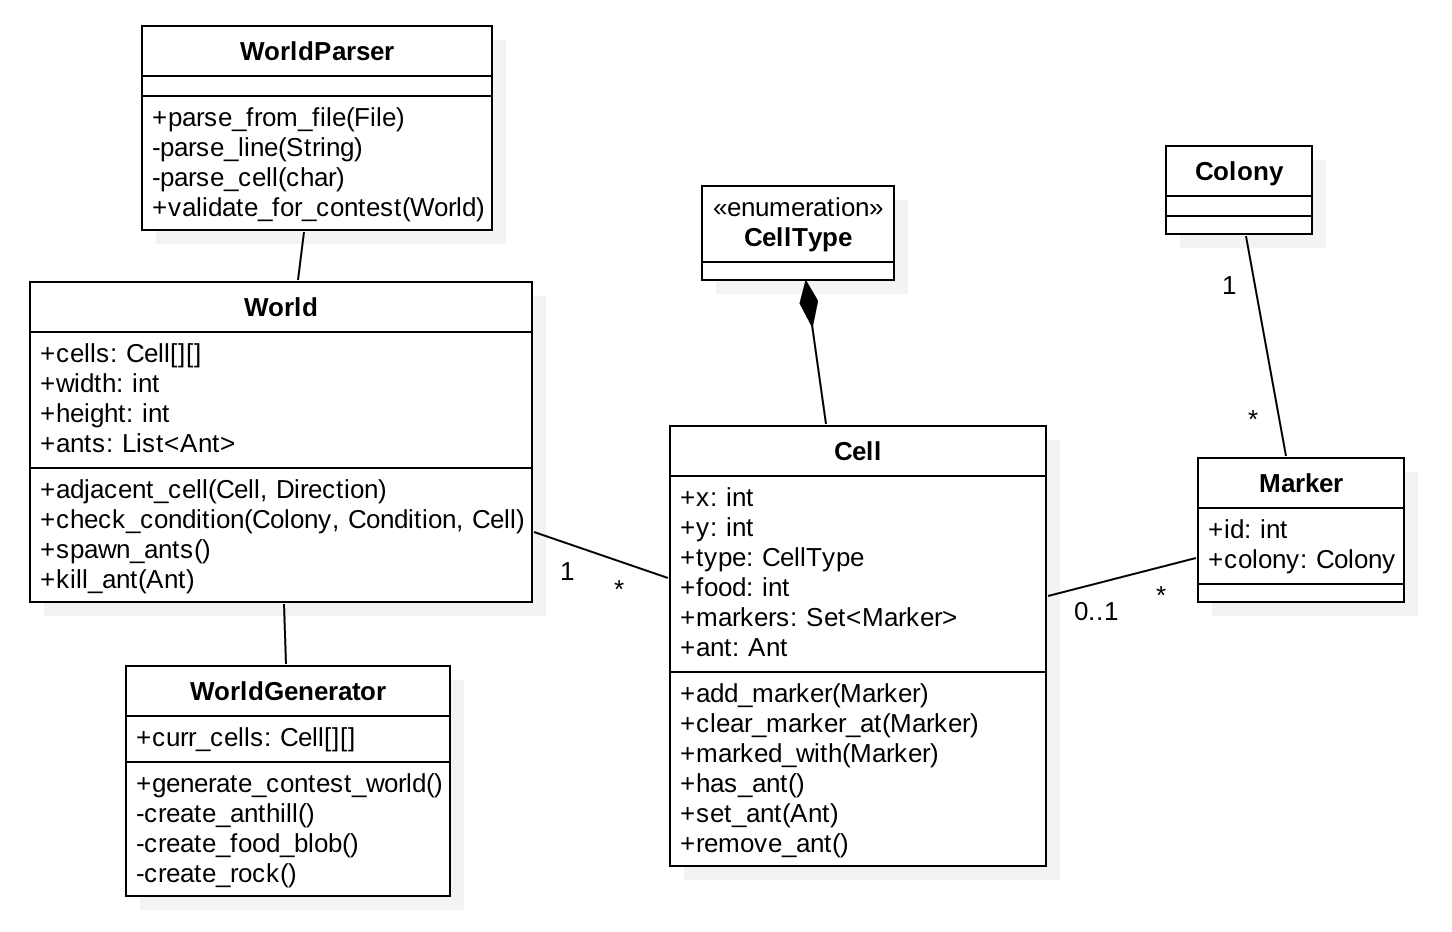 WorldParser
+parse_from_file(File)
-parse_line(String)
-parse_cell(char)
+validate_for_contest(World)
World
+cells: Cell[][]
+width: int
+height: int
+ants: List<Ant>
+adjacent_cell(Cell, Direction)
+check_condition(Colony, Condition, Cell)
+spawn_ants()
+kill_ant(Ant)
WorldGenerator
+curr_cells: Cell[][]
+generate_contest_world()
-create_anthill()
-create_food_blob()
-create_rock()
1
*
«enumeration»
CellType
Cell
+x: int
+y: int
+type: CellType
+food: int
+markers: Set<Marker>
+ant: Ant
+add_marker(Marker)
+clear_marker_at(Marker)
+marked_with(Marker)
+has_ant()
+set_ant(Ant)
+remove_ant()
0..1
*
Colony
1
*
Marker
+id: int
+colony: Colony